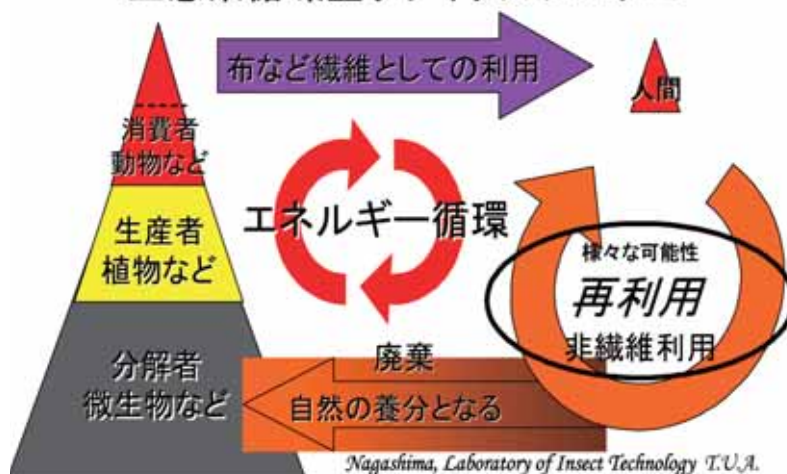 布など繊維としての利用
人間
消費者
動物など
エネルギー循環
生産者
植物など
様々な可能性
再利用
非繊維利用
廃棄
分解者
微生物など
自然の養分となる
Nagashima, Laboratory of Insect Technology T.U.A.